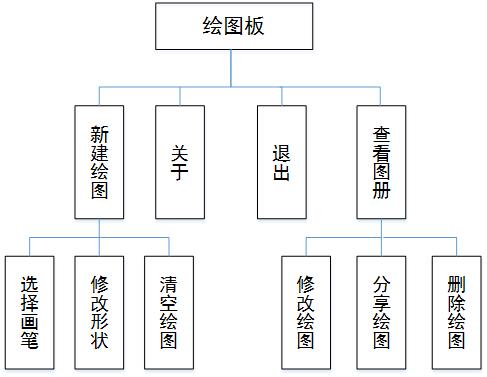 绘图板
新建绘图
关于
退出
查看图册
选择画笔
修改形状
清空绘图
修改绘图
分享绘图
删除绘图